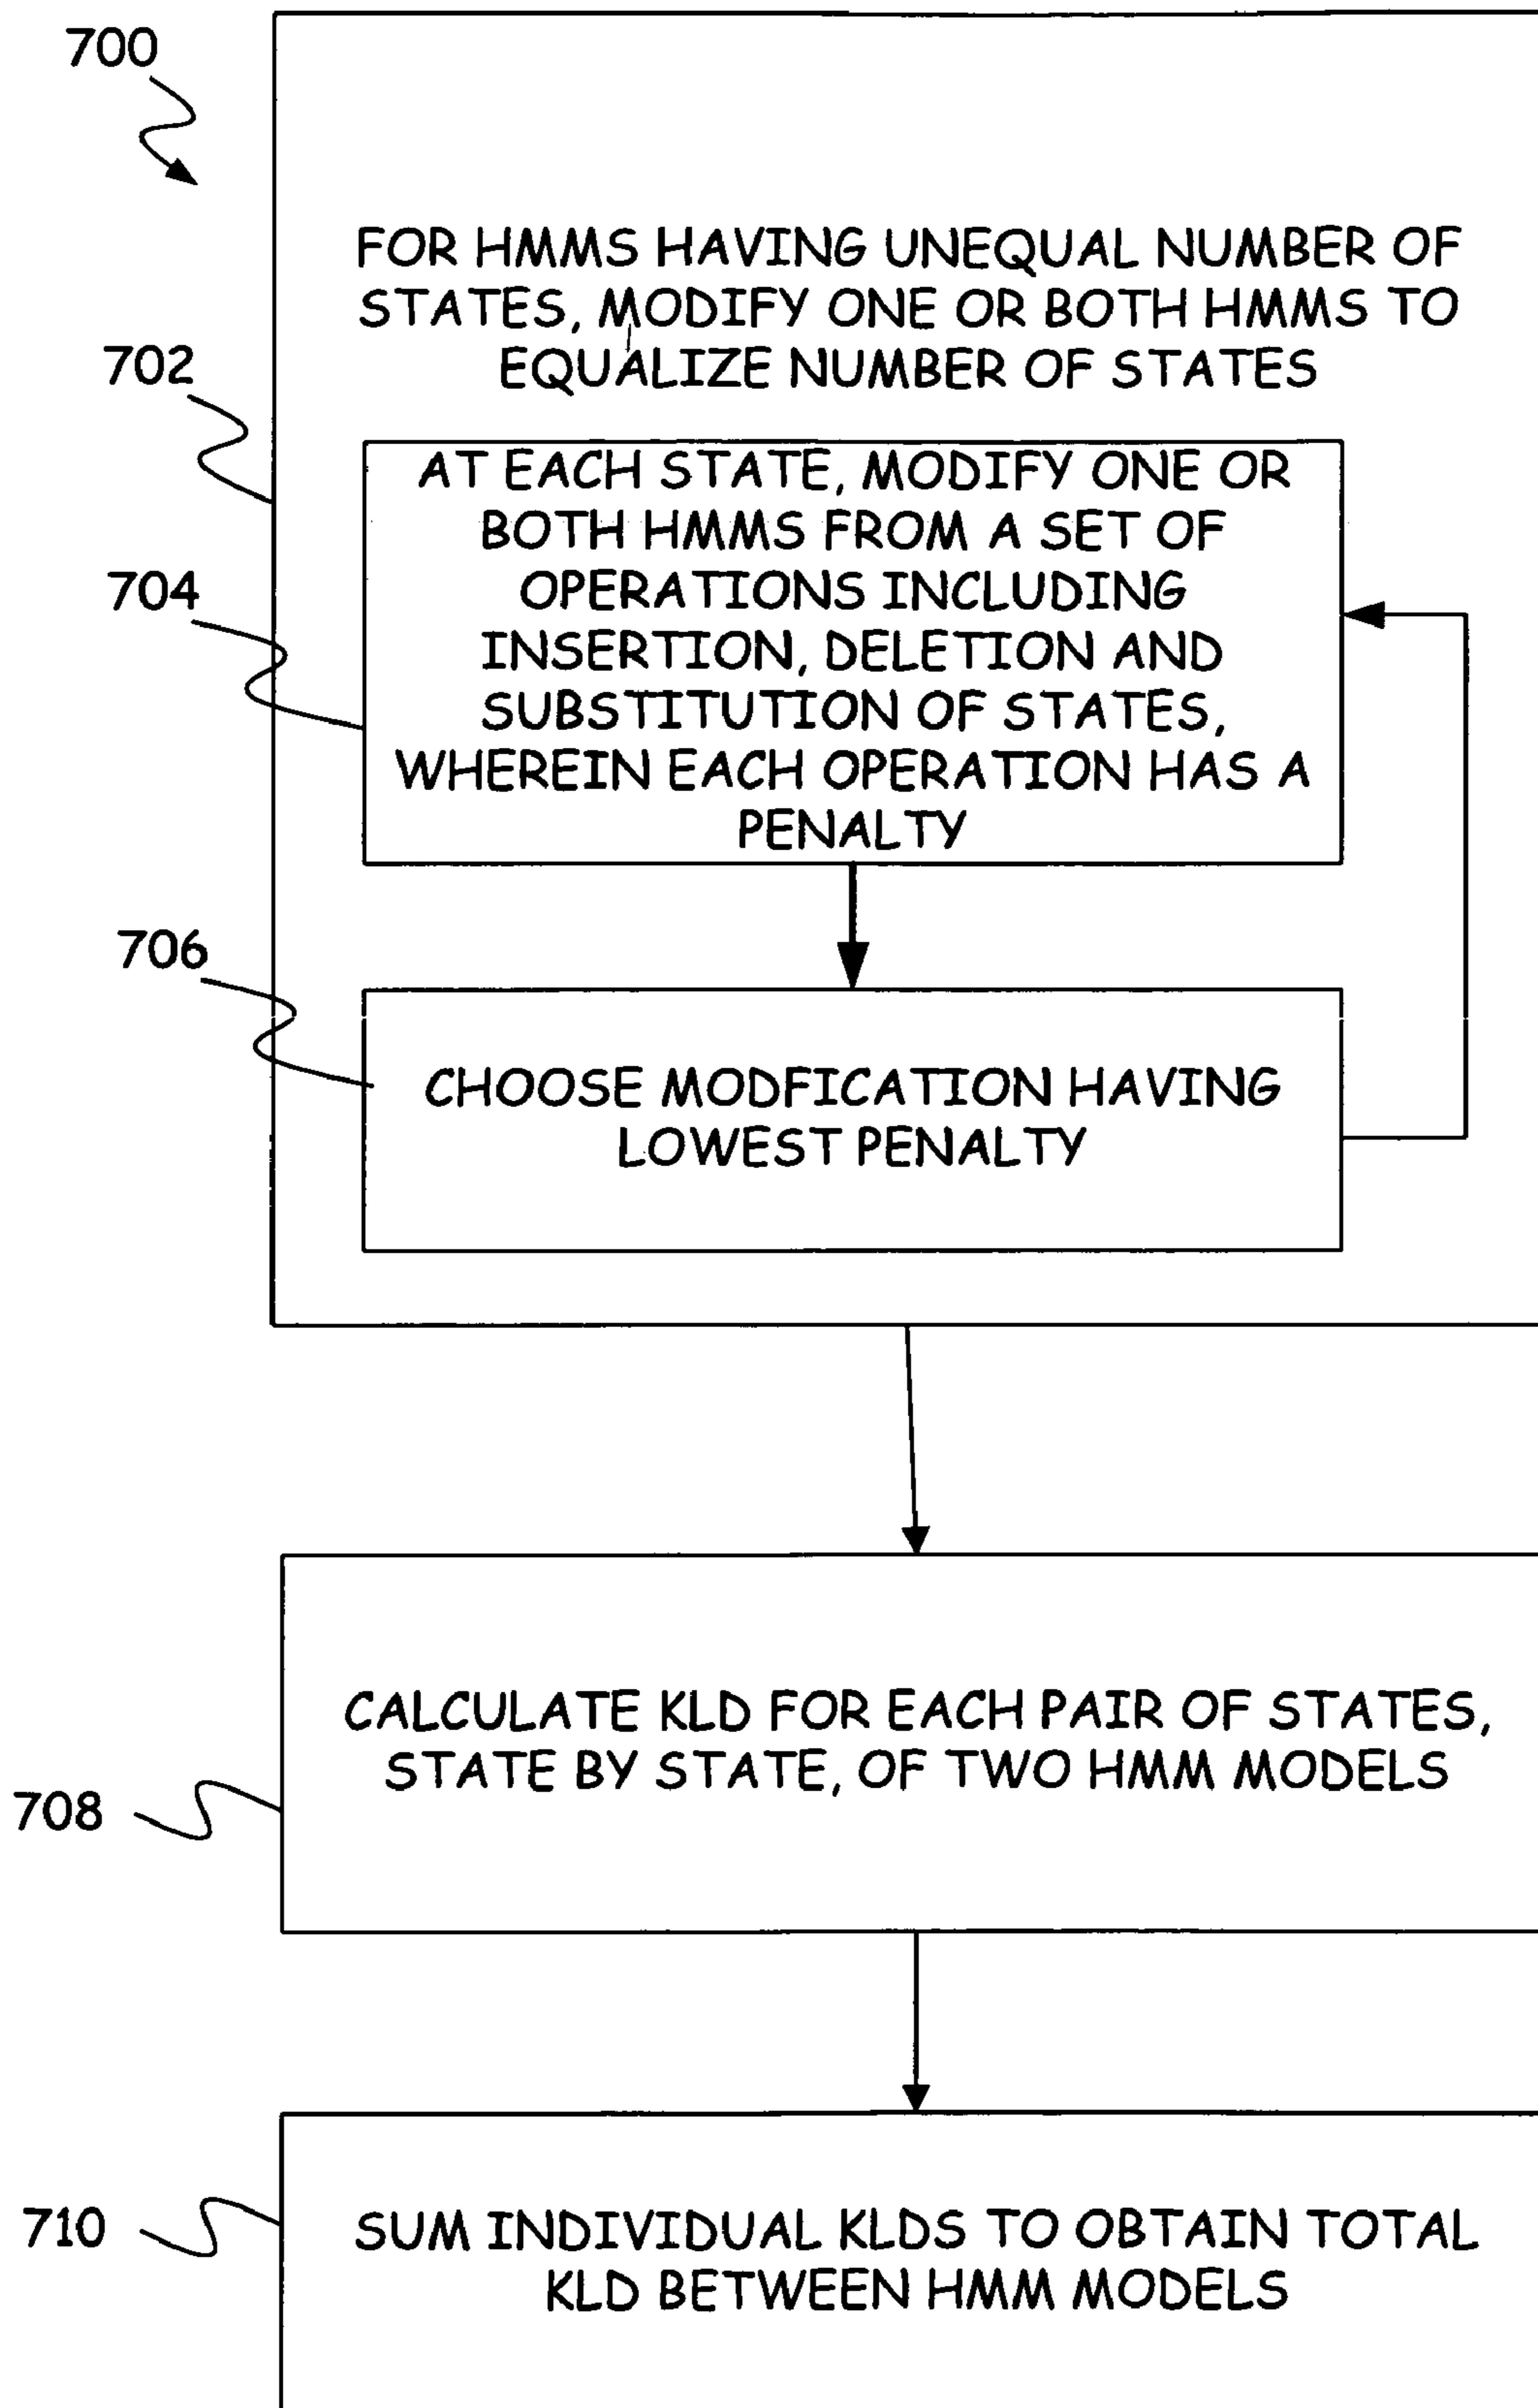 700
FOR HMMS HAVING UNEQUAL NUMBER OF
STATES, MODIFY ONE OR BOTH HMMS TO
EQUALIZE NUMBER OF STATES
702
AT EACH STATE, MODIFY ONE OR
BOTH HMMS FROM A SET OF
OPERATIONS INCLUDING
INSERTION, DELETION AND
SUBSTITUTION OF STATES,
WHEREIN EACH OPERATION HAS A
PENALTY
704
706
CHOOSE MODFICATION HAVING
LOWEST PENALTY
CALCULATE KLD FOR EACH PAIR OF STATES,
STATE BY STATE, OF TWO HMM MODELS
708
SUM INDIVIDUAL KLDS TO OBTAIN TOTAL
KLD BETWEEN HMM MODELS
710